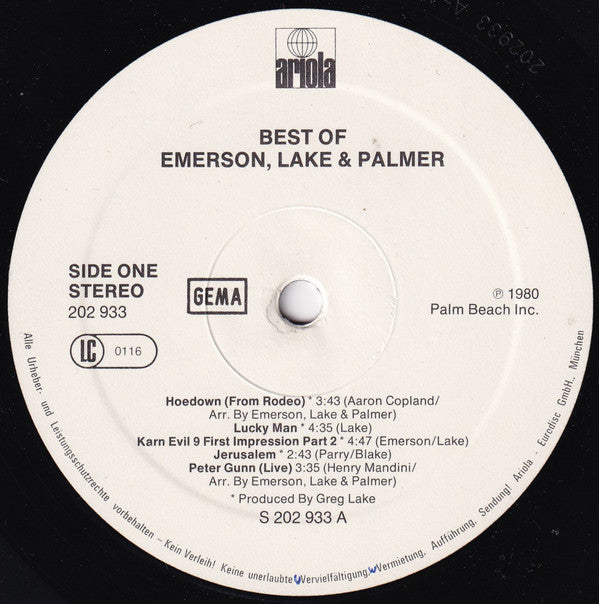 202933 A
ariola
BEST OF
EMERSON, LAKE & PALMER
SIDE ONE
STEREO
202 933
GEMA
LC 0116
℗ 1980
Palm Beach Inc.
Hoedown (From Rodeo) * 3:43 (Aaron Copland/
Arr. By Emerson, Lake & Palmer)
Lucky Man * 4:35 (Lake)
Karn Evil 9 First Impression Part 2 * 4:47 (Emerson/Lake)
Jerusalem * 2:43 (Parry/Blake)
Peter Gunn (Live) 3:35 (Henry Mandini/
Arr. By Emerson, Lake & Palmer)
* Produced By Greg Lake
S 202 933 A
Alle Urheber- und Leistungsschutzrechte vorbehalten – Kein Verleih! Keine unerlaubte Vervielfältigung, Vermietung, Aufführung, Sendung! Ariola - Eurodisc GmbH., München